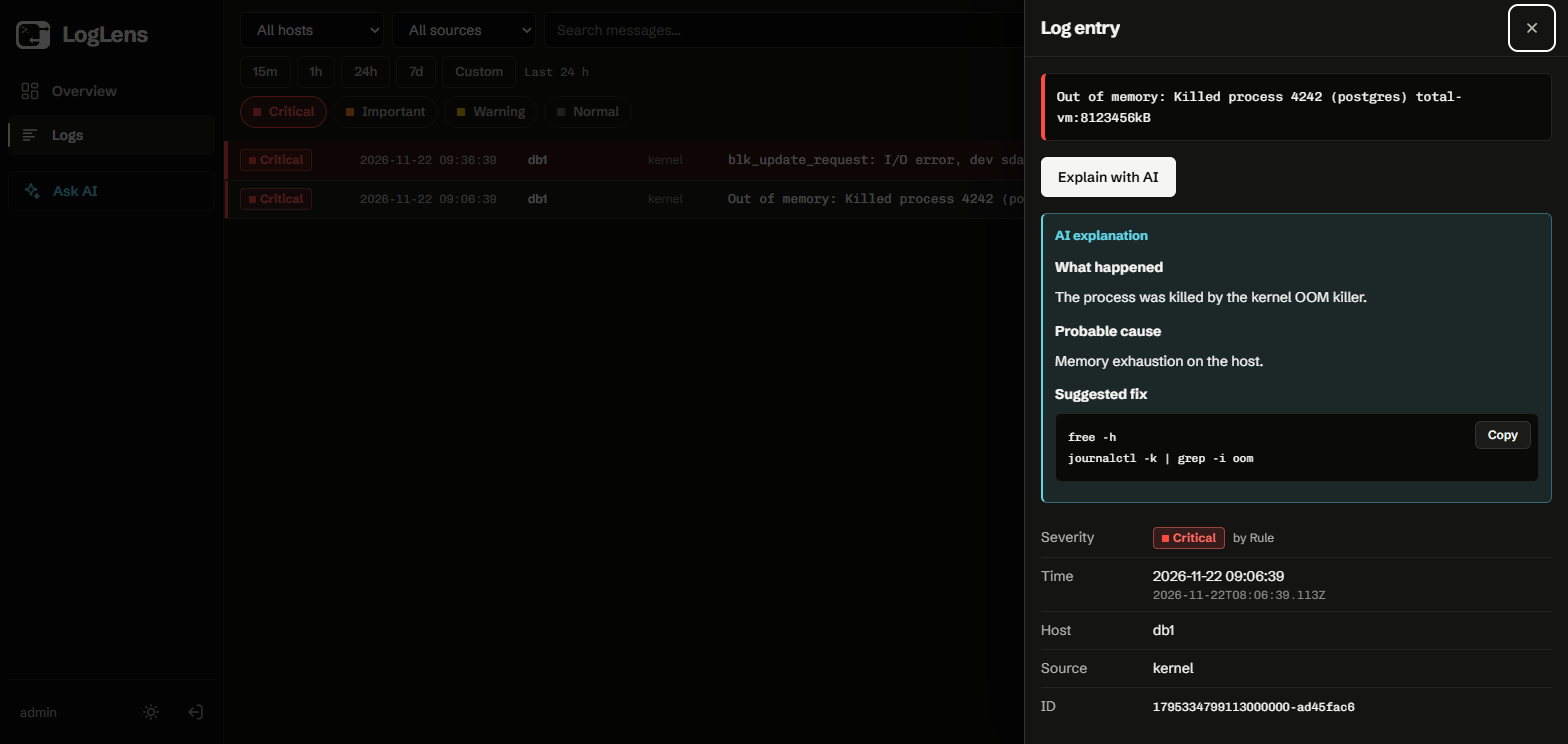 LogLens
Overview
Logs
Ask AI
admin
All hosts
All sources
Search messages...
15m
1h
24h
7d
Custom
Last 24 h
Critical
Important
Warning
Normal
Critical 2026-11-22 09:36:39 db1 kernel blk_update_request: I/O error, dev sda
Critical 2026-11-22 09:06:39 db1 kernel Out of memory: Killed process 4242 (po
Log entry
Out of memory: Killed process 4242 (postgres) total-
vm:8123456kB
Explain with AI
AI explanation
What happened
The process was killed by the kernel OOM killer.
Probable cause
Memory exhaustion on the host.
Suggested fix
Copy
free -h
journalctl -k | grep -i oom
Severity Critical by Rule
Time 2026-11-22 09:06:39
2026-11-22T08:06:39.113Z
Host db1
Source kernel
ID 1795334799113000000-ad45fac6